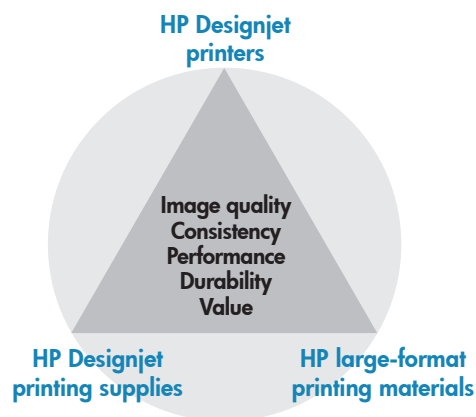 HP Designjet
printers
Image quality
Consistency
Performance
Durability
Value
HP Designjet
printing supplies
HP large-format
printing materials